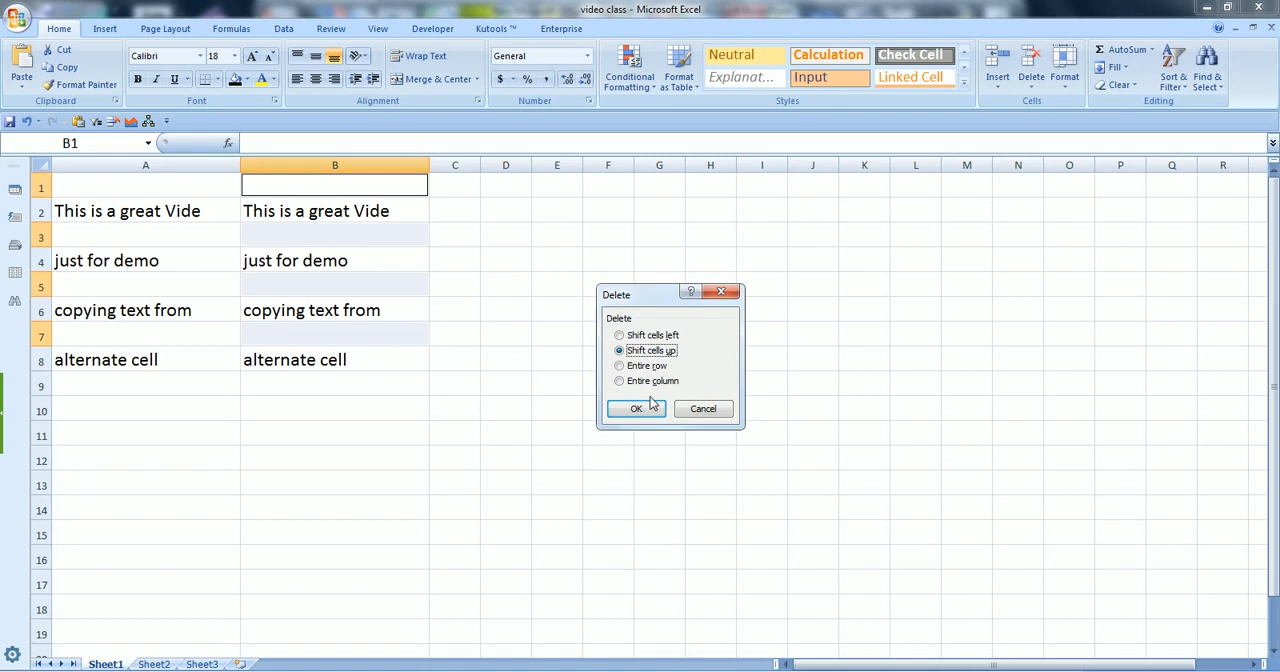 video class - Microsoft Excel
Home Insert Page Layout Formulas Data Review View Developer Kutools ™ Enterprise
Paste
Cut
Copy
Format Painter
Clipboard
Calibri 18
B I U
Font
Wrap Text
Merge & Center
Alignment
General
$ % ,
Number
Conditional Formatting
Format as Table
Neutral Calculation Check Cell
Explanat... Input Linked Cell
Styles
Insert Delete Format
Cells
Σ AutoSum
Fill
Clear
Sort & Filter
Find & Select
Editing
B1 fx
A B C D E F G H I J K L M N O P Q R
1
2 This is a great Vide This is a great Vide
3
4 just for demo just for demo
5
6 copying text from copying text from
7
8 alternate cell alternate cell
9
10
11
12
13
14
15
16
17
18
19
Delete
Delete
Shift cells left
Shift cells up
Entire row
Entire column
OK Cancel
Sheet1 Sheet2 Sheet3